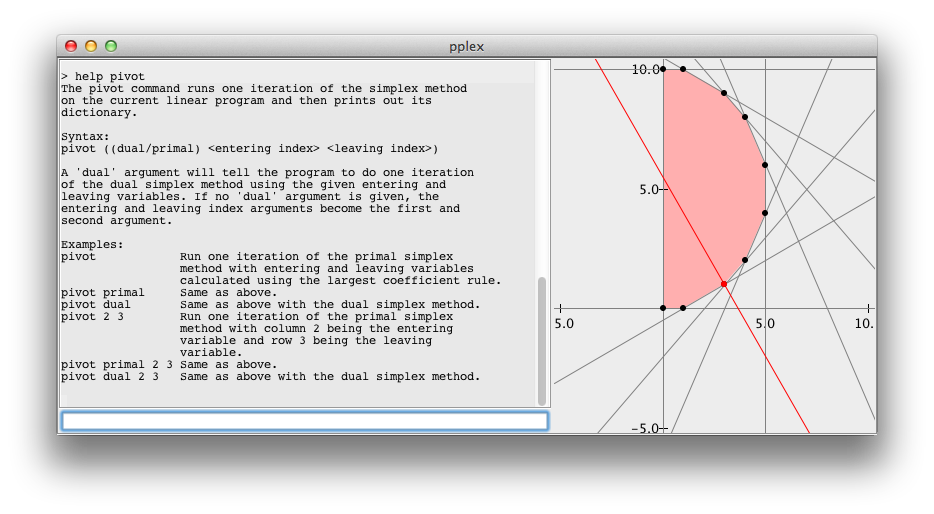 pplex
> help pivot
The pivot command runs one iteration of the simplex method
on the current linear program and then prints out its
dictionary.
Syntax:
pivot ((dual/primal) <entering index> <leaving index>)
A 'dual' argument will tell the program to do one iteration
of the dual simplex method using the given entering and
leaving variables. If no 'dual' argument is given, the
entering and leaving index arguments become the first and
second argument.
Examples:
pivot Run one iteration of the primal simplex
method with entering and leaving variables
calculated using the largest coefficient rule.
pivot primal Same as above.
pivot dual Same as above with the dual simplex method.
pivot 2 3 Run one iteration of the primal simplex
method with column 2 being the entering
variable and row 3 being the leaving
variable.
pivot primal 2 3 Same as above.
pivot dual 2 3 Same as above with the dual simplex method.
10.0
5.0
5.0 5.0 10.
-5.0